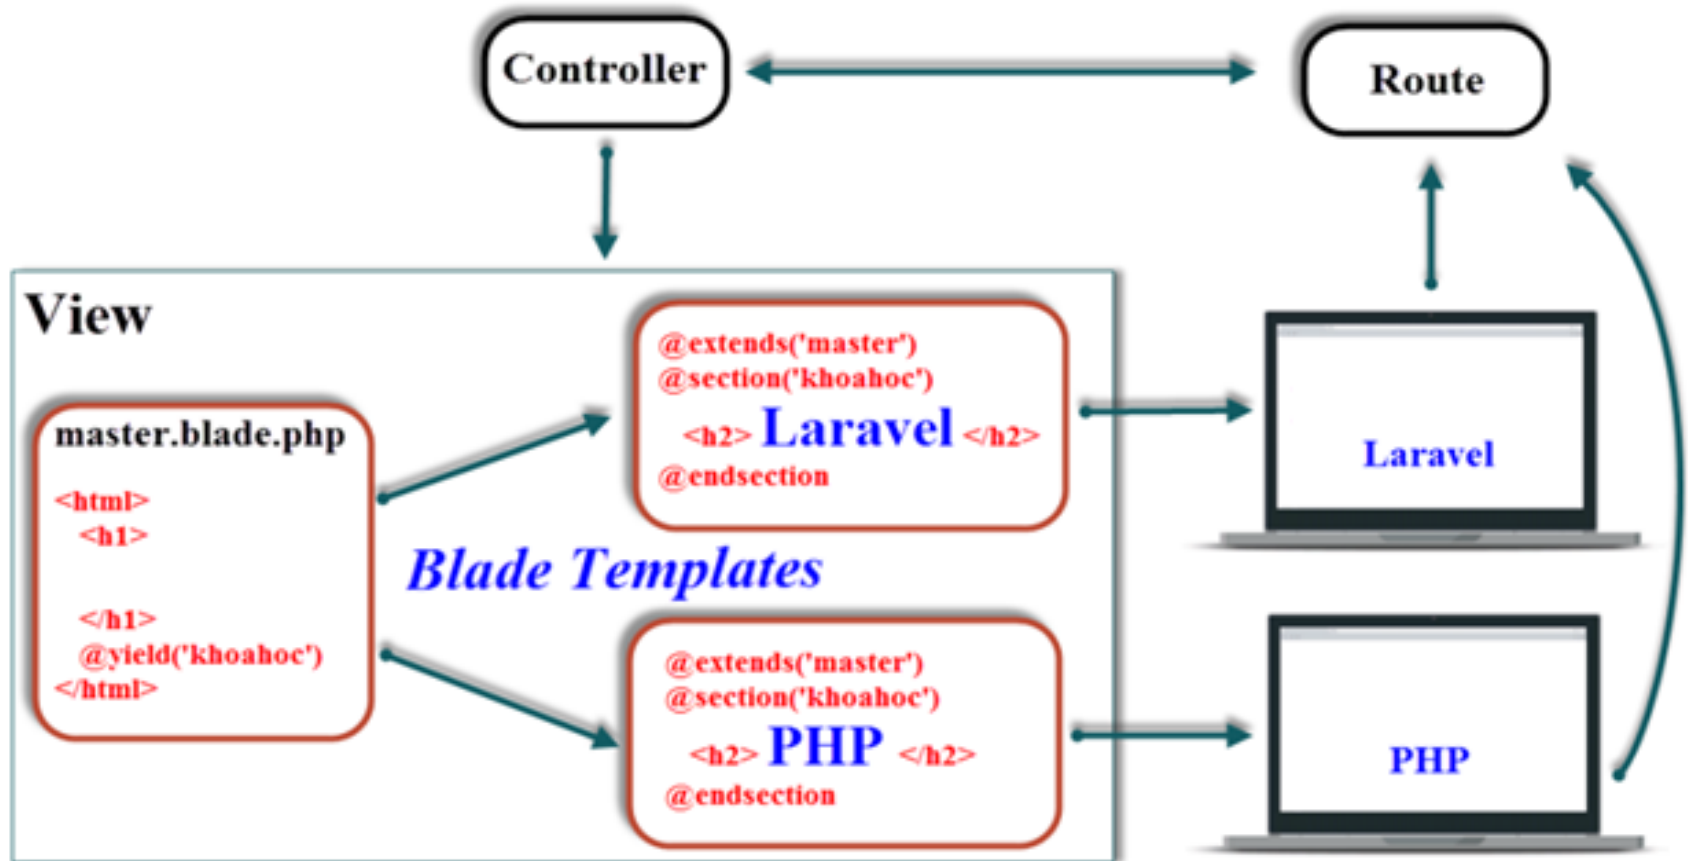 Controller
Route
View
master.blade.php
<html>
<h1>
</h1>
@yield('khoahoc')
</html>
Blade Templates
@extends('master')
@section('khoahoc')
<h2> Laravel </h2>
@endsection
@extends('master')
@section('khoahoc')
<h2> PHP </h2>
@endsection
Laravel
PHP